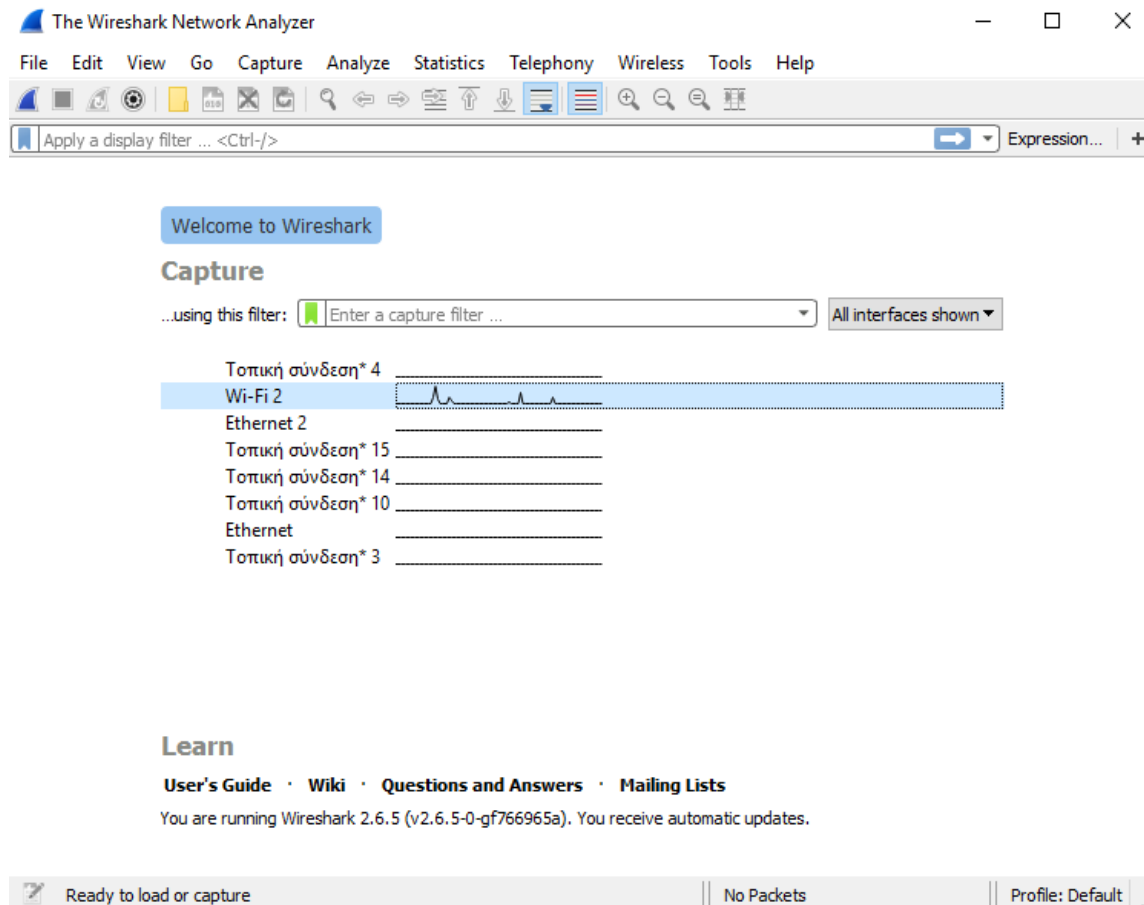 The Wireshark Network Analyzer
File Edit View Go Capture Analyze Statistics Telephony Wireless Tools Help
Apply a display filter ... <Ctrl-/> Expression... +
Welcome to Wireshark
Capture
...using this filter: Enter a capture filter ... All interfaces shown
Τοπική σύνδεση* 4
Wi-Fi 2
Ethernet 2
Τοπική σύνδεση* 15
Τοπική σύνδεση* 14
Τοπική σύνδεση* 10
Ethernet
Τοπική σύνδεση* 3
Learn
User's Guide · Wiki · Questions and Answers · Mailing Lists
You are running Wireshark 2.6.5 (v2.6.5-0-gf766965a). You receive automatic updates.
Ready to load or capture No Packets Profile: Default